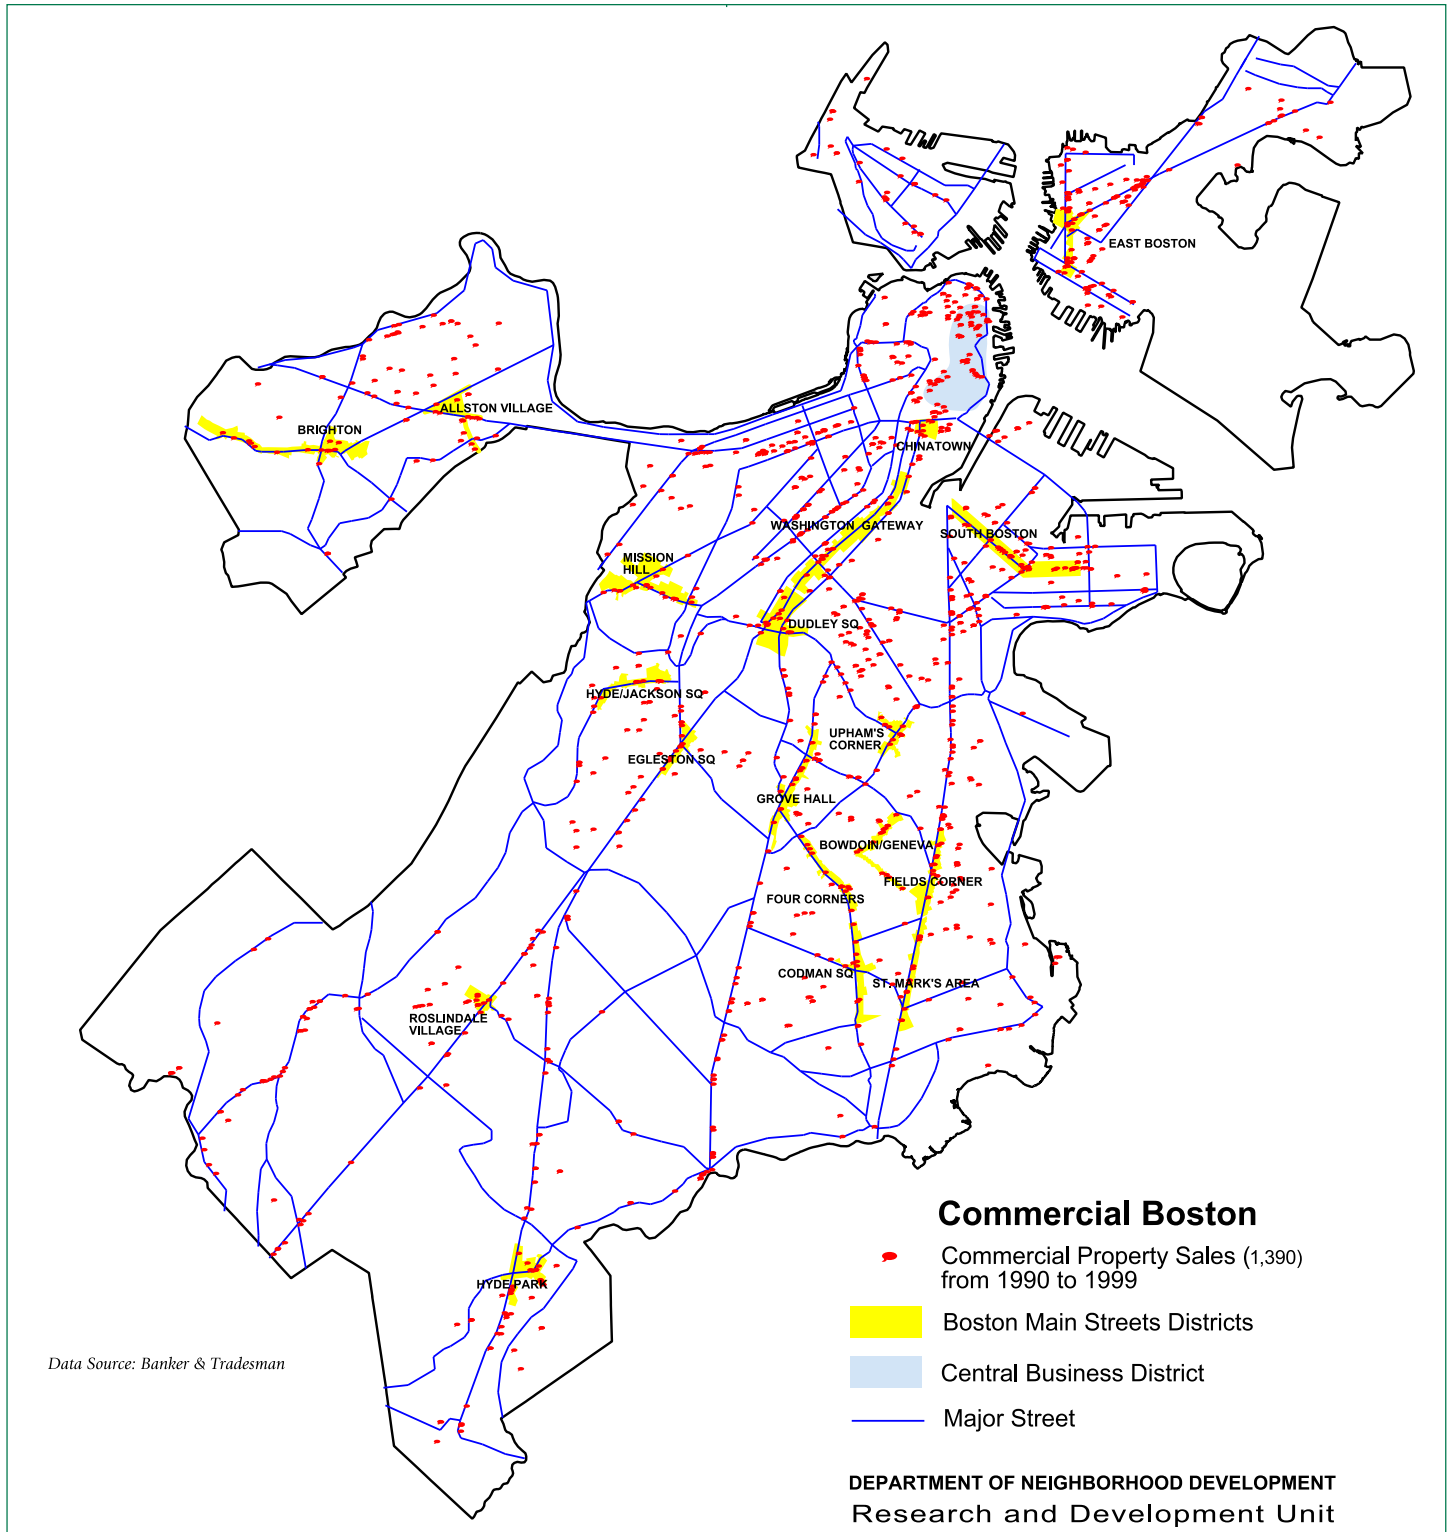 EAST BOSTON
ALLSTON VILLAGE
BRIGHTON
CHINATOWN
WASHINGTON GATEWAY
SOUTH BOSTON
MISSION
HILL
DUDLEY SQ
HYDE/JACKSON SQ
UPHAM'S
CORNER
EGLESTON SQ
GROVE HALL
BOWDOIN/GENEVA
FIELDS CORNER
FOUR CORNERS
CODMAN SQ
ST. MARK'S AREA
ROSLINDALE
VILLAGE
HYDE PARK
Commercial Boston
Commercial Property Sales (1,390)
from 1990 to 1999
Boston Main Streets Districts
Central Business District
Major Street
Data Source: Banker & Tradesman
DEPARTMENT OF NEIGHBORHOOD DEVELOPMENT
Research and Development Unit